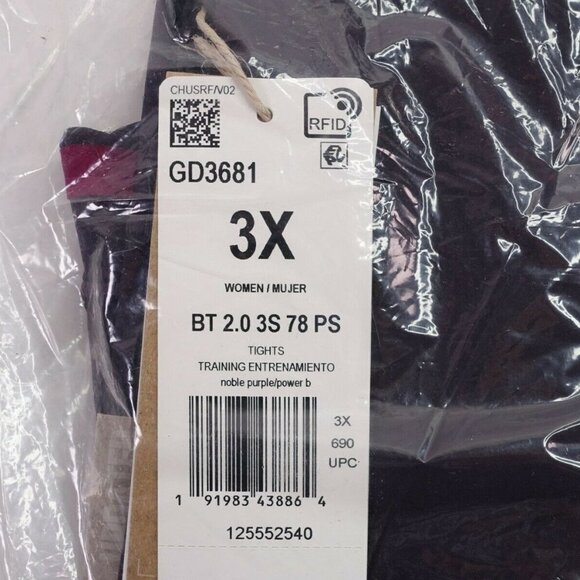 CHUSRF/V02
RFID
GD3681
3X
WOMEN / MUJER
BT 2.0 3S 78 PS
TIGHTS
TRAINING ENTRENAMIENTO
noble purple/power b
3X
690
UPC
1 91983 43886 4
125552540